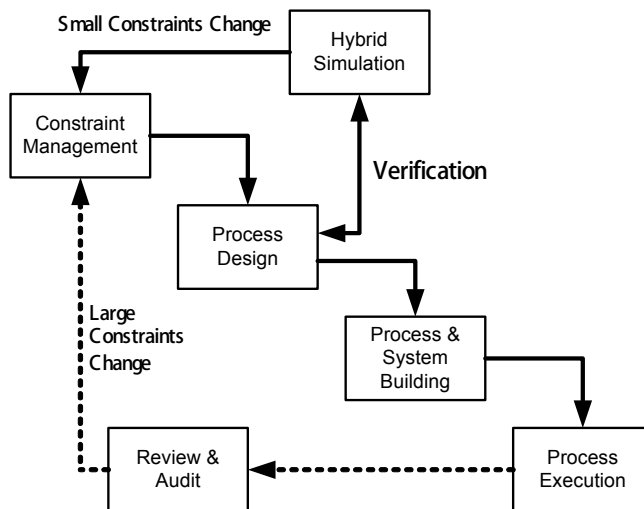 Small Constraints Change
Hybrid
Simulation
Constraint
Management
Verification
Process
Design
Large
Constraints
Change
Process &
System
Building
Review &
Audit
Process
Execution